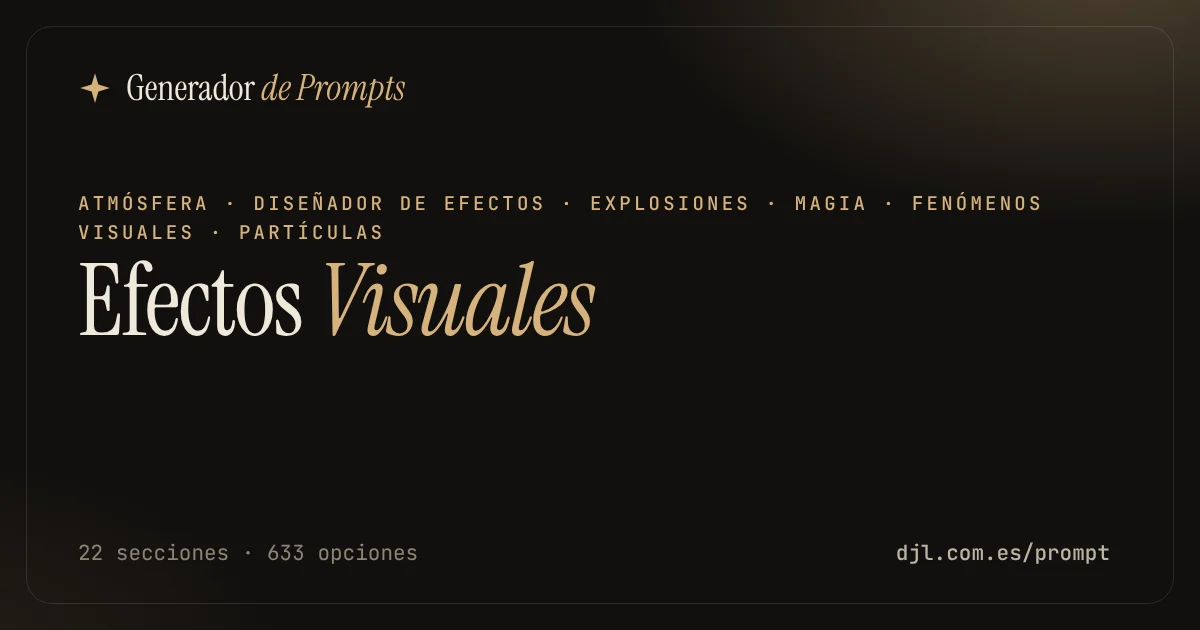 Generador de Prompts
ATMÓSFERA · DISEÑADOR DE EFECTOS · EXPLOSIONES · MAGIA · FENÓMENOS
VISUALES · PARTÍCULAS
Efectos Visuales
22 secciones · 633 opciones
djl.com.es/prompt